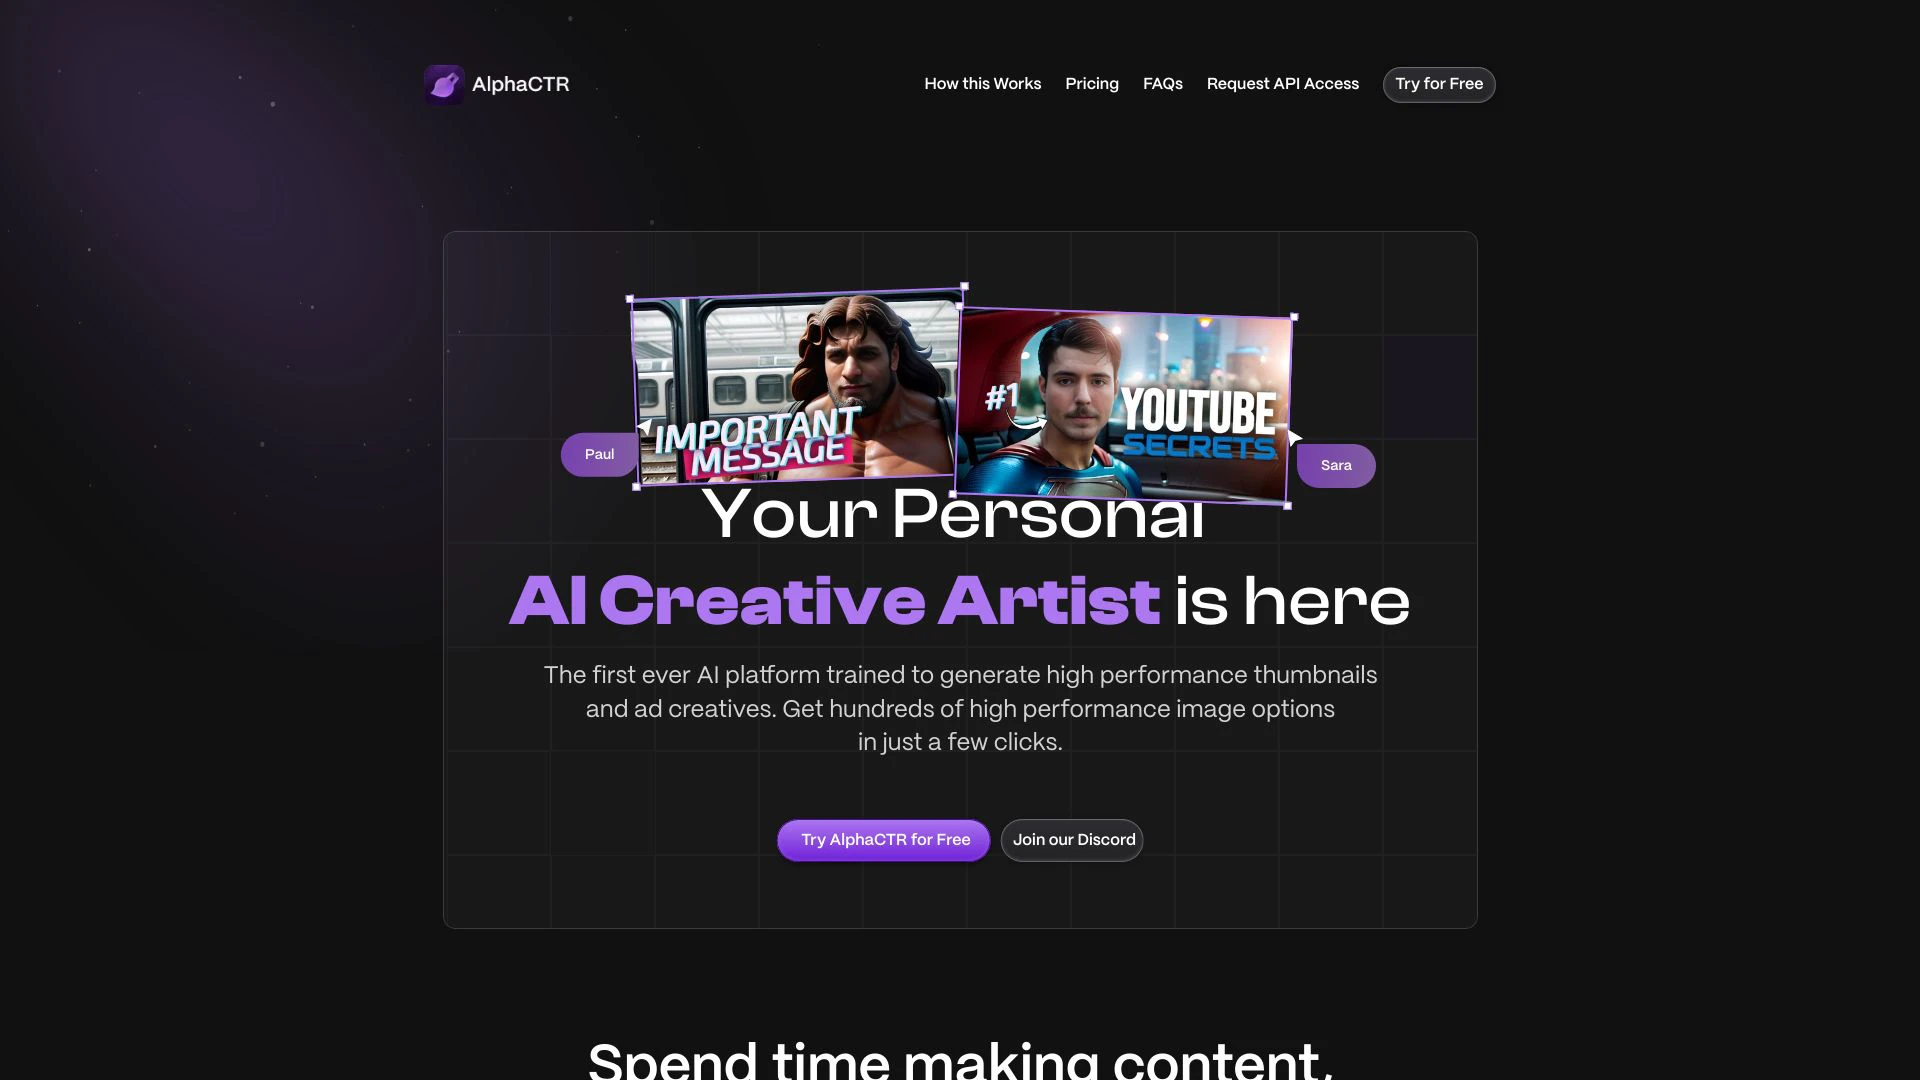 AlphaCTR
How this Works
Pricing
FAQs
Request API Access
Try for Free
IMPORTANT
MESSAGE
#1
YOUTUBE
SECRETS
Paul
Sara
Your Personal
AI Creative Artist is here
The first ever AI platform trained to generate high performance thumbnails
and ad creatives. Get hundreds of high performance image options
in just a few clicks.
Try AlphaCTR for Free
Join our Discord
Spend time making content,